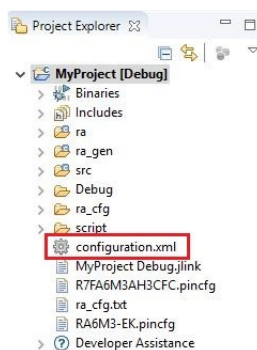 Project Explorer
MyProject [Debug]
Binaries
Includes
ra
ra_gen
src
Debug
ra_cfg
script
configuration.xml
MyProject Debug.jlink
R7FA6M3AH3CFC.pincfg
ra_cfg.txt
RA6M3-EK.pincfg
Developer Assistance